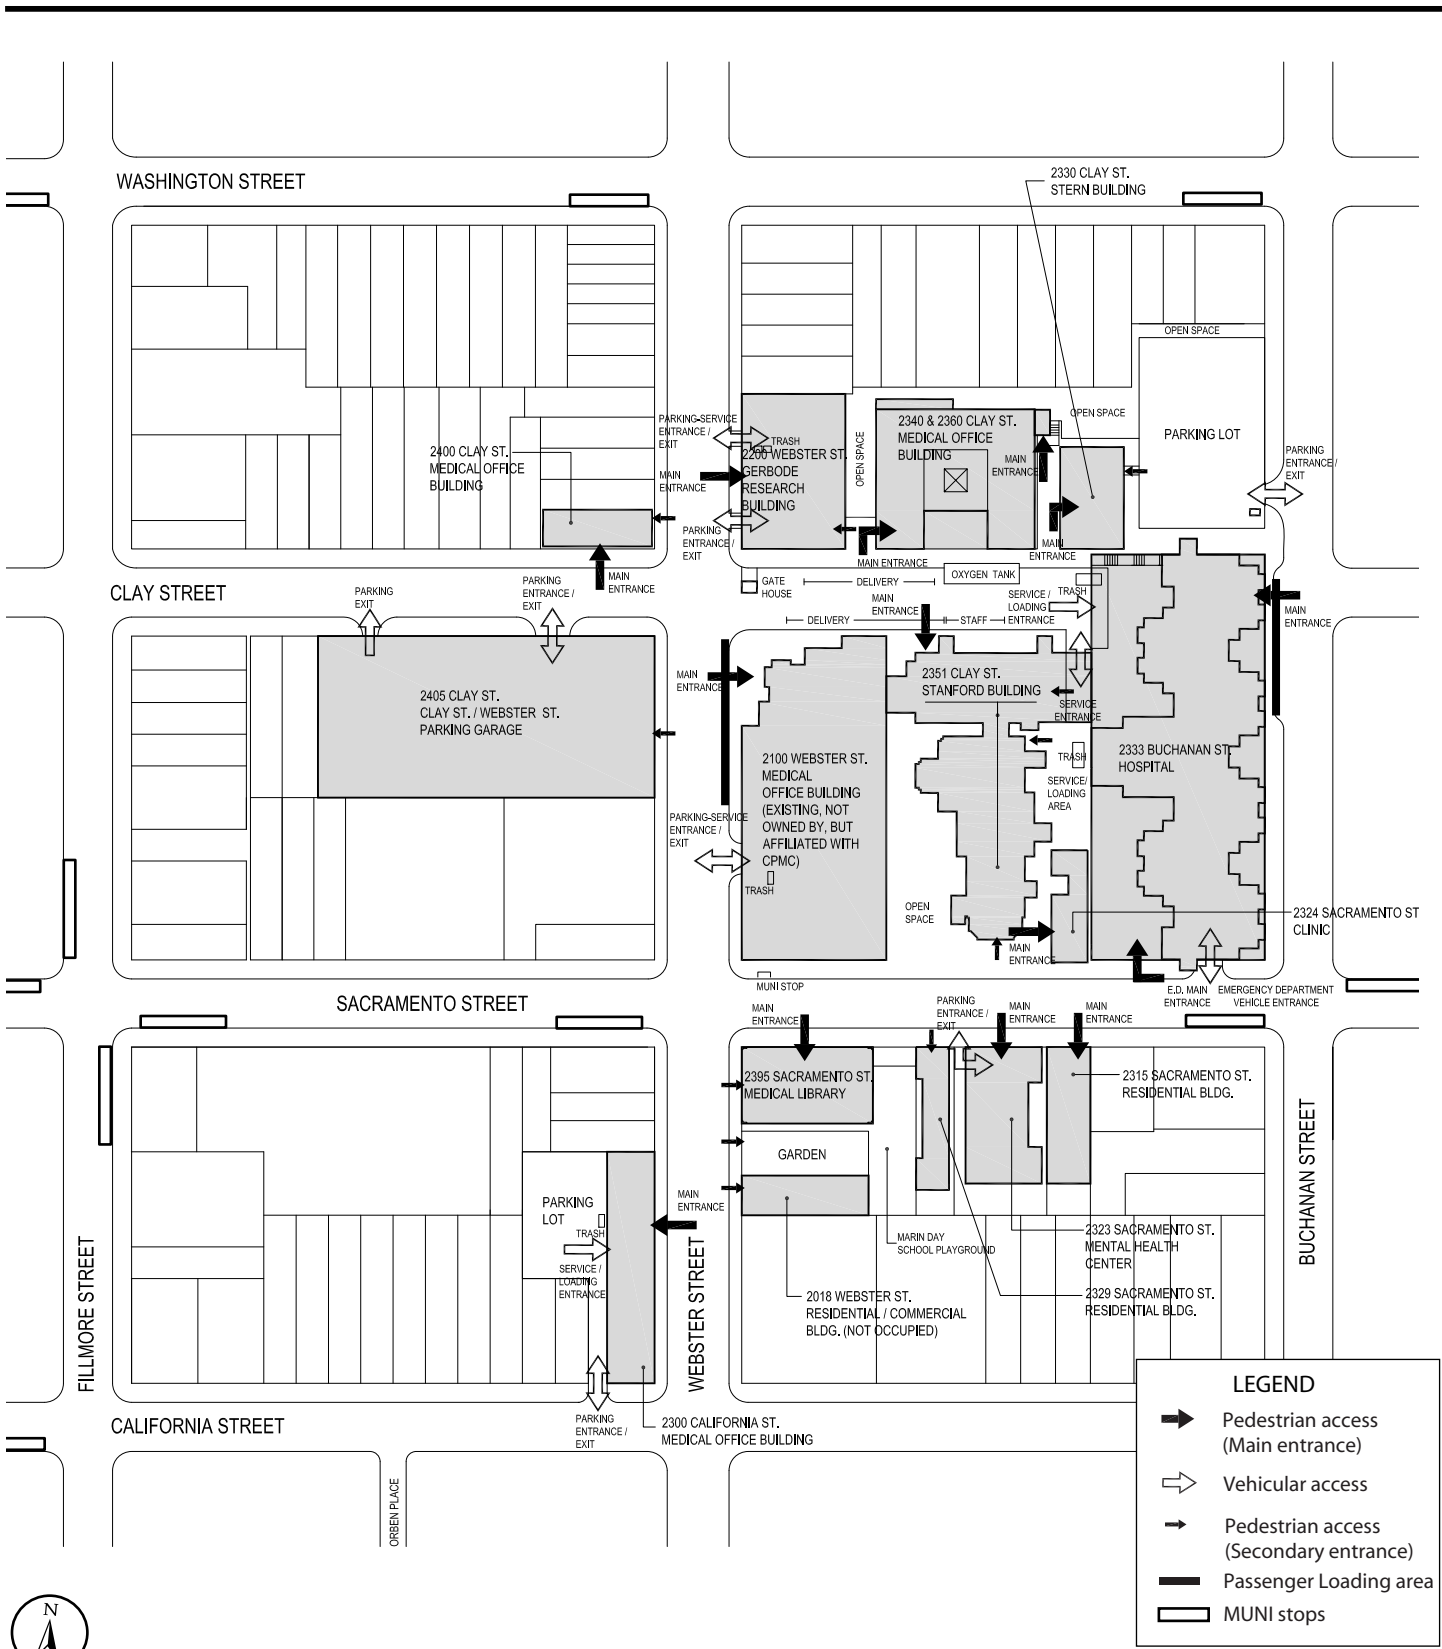 WASHINGTON STREET
2330 CLAY ST.
STERN BUILDING
OPEN SPACE
PARKING-SERVICE
ENTRANCE /
EXIT
TRASH
2400 CLAY ST.
MEDICAL OFFICE
BUILDING
MAIN
ENTRANCE
2200 WEBSTER ST.
GERBODE
RESEARCH
BUILDING
OPEN SPACE
2340 & 2360 CLAY ST.
MEDICAL OFFICE
BUILDING
OPEN SPACE
MAIN
ENTRANCE
PARKING LOT
PARKING
ENTRANCE /
EXIT
PARKING
ENTRANCE /
EXIT
MAIN ENTRANCE
MAIN
ENTRANCE
CLAY STREET
PARKING
EXIT
PARKING
ENTRANCE /
EXIT
MAIN
ENTRANCE
GATE
HOUSE
DELIVERY
OXYGEN TANK
MAIN
ENTRANCE
SERVICE /
LOADING
ENTRANCE
TRASH
DELIVERY
STAFF
MAIN
ENTRANCE
2405 CLAY ST.
CLAY ST. / WEBSTER ST.
PARKING GARAGE
MAIN
ENTRANCE
2351 CLAY ST.
STANFORD BUILDING
SERVICE
ENTRANCE
2100 WEBSTER ST.
MEDICAL
OFFICE BUILDING
(EXISTING, NOT
OWNED BY, BUT
AFFILIATED WITH
CPMC)
TRASH
TRASH
SERVICE/
LOADING
AREA
2333 BUCHANAN ST.
HOSPITAL
PARKING-SERVICE
ENTRANCE /
EXIT
OPEN
SPACE
MAIN
ENTRANCE
2324 SACRAMENTO ST
CLINIC
MUNI STOP
E.D. MAIN
ENTRANCE
EMERGENCY DEPARTMENT
VEHICLE ENTRANCE
SACRAMENTO STREET
MAIN
ENTRANCE
PARKING
ENTRANCE /
EXIT
MAIN
ENTRANCE
MAIN
ENTRANCE
2395 SACRAMENTO ST.
MEDICAL LIBRARY
2315 SACRAMENTO ST.
RESIDENTIAL BLDG.
GARDEN
PARKING
LOT
TRASH
SERVICE /
LOADING
ENTRANCE
MAIN
ENTRANCE
MARIN DAY
SCHOOL PLAYGROUND
2323 SACRAMENTO ST.
MENTAL HEALTH
CENTER
2329 SACRAMENTO ST.
RESIDENTIAL BLDG.
2018 WEBSTER ST.
RESIDENTIAL / COMMERCIAL
BLDG. (NOT OCCUPIED)
FILLMORE STREET
WEBSTER STREET
BUCHANAN STREET
CALIFORNIA STREET
PARKING
ENTRANCE /
EXIT
2300 CALIFORNIA ST.
MEDICAL OFFICE BUILDING
ORBEN PLACE
LEGEND
Pedestrian access
(Main entrance)
Vehicular access
Pedestrian access
(Secondary entrance)
Passenger Loading area
MUNI stops
N